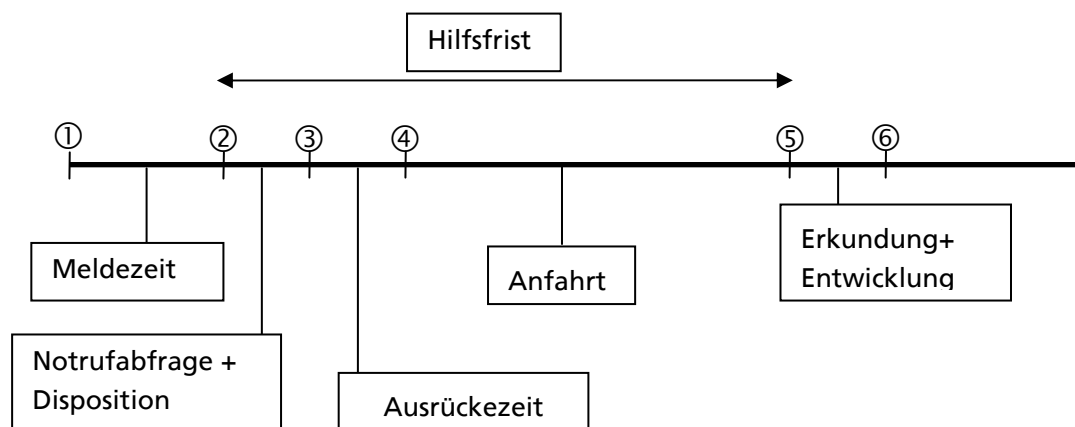 Hilfsfrist
① ② ③ ④ ⑤ ⑥
Meldezeit
Anfahrt
Erkundung+
Entwicklung
Notrufabfrage +
Disposition
Ausrückezeit